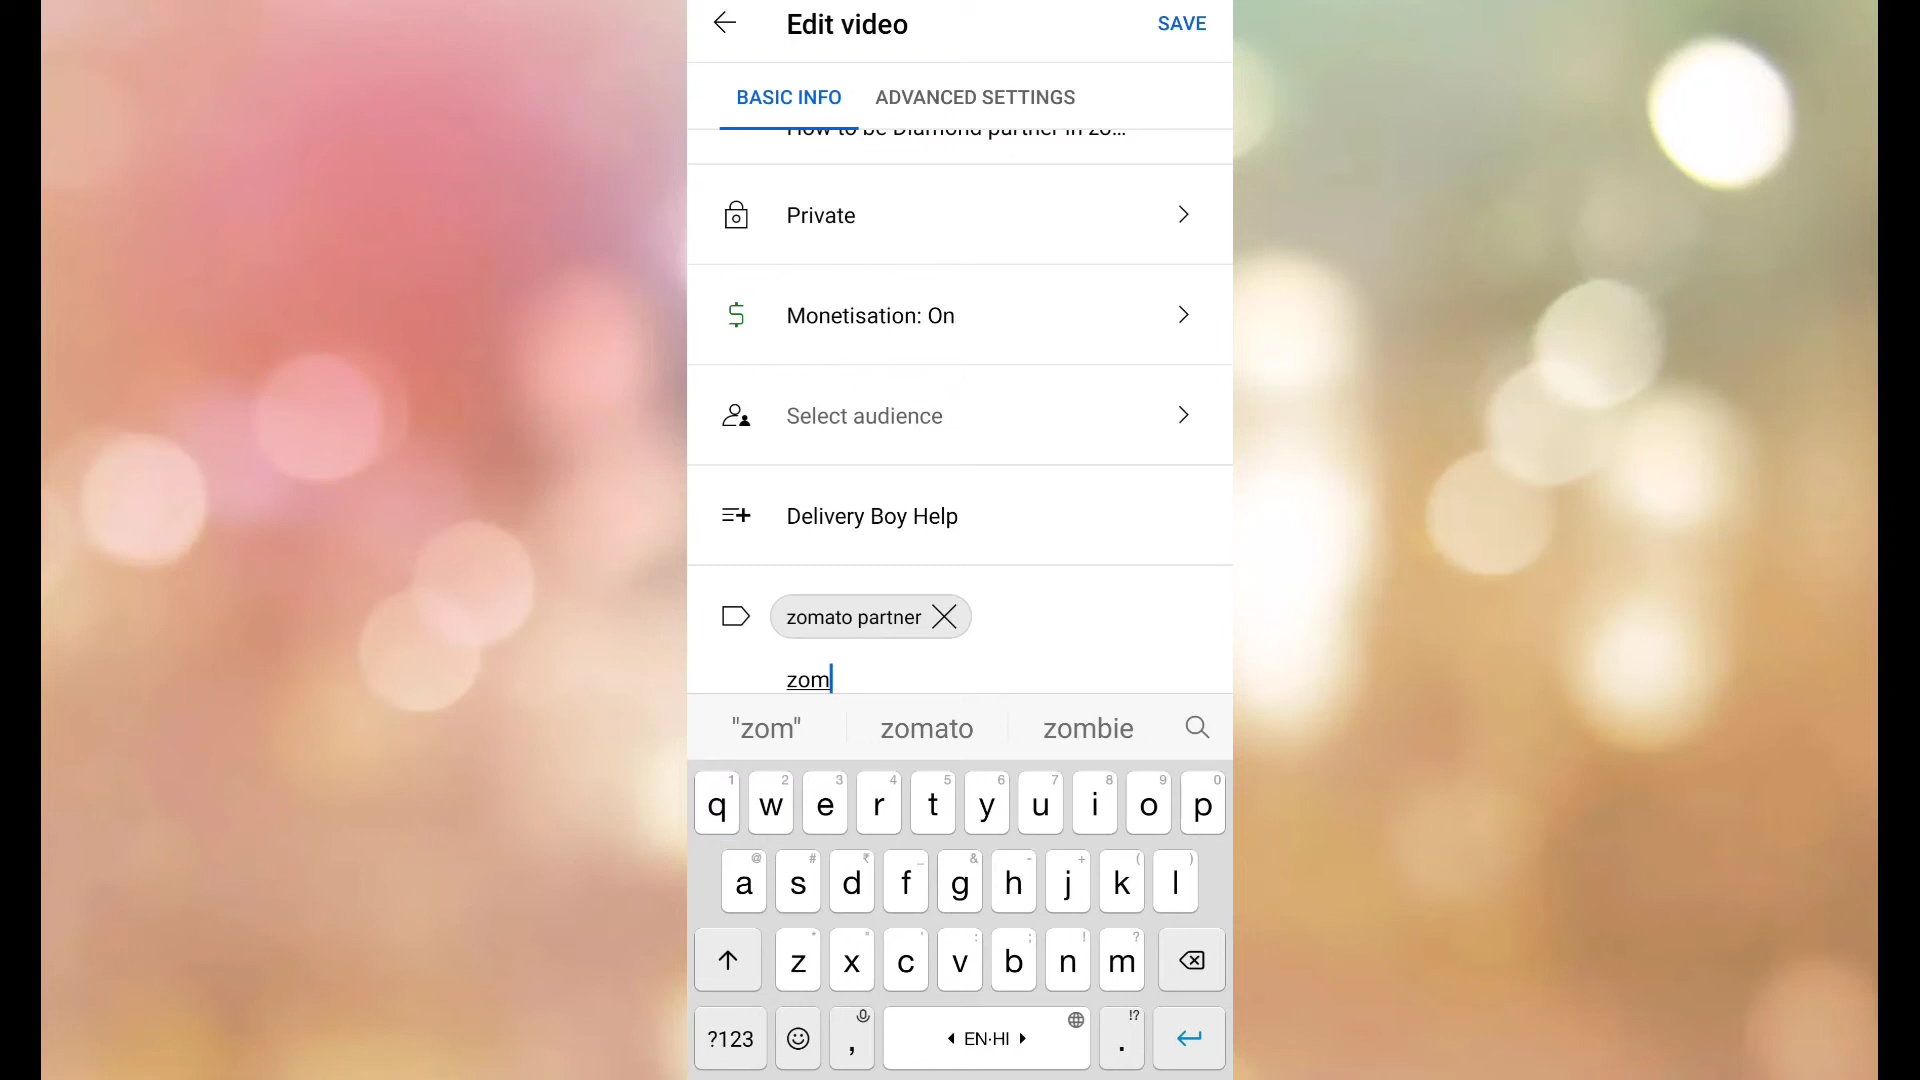 Edit video
SAVE
BASIC INFO
ADVANCED SETTINGS
How to be Diamond partner in zo...
Private
Monetisation: On
Select audience
Delivery Boy Help
zomato partner
zom
"zom"
zomato
zombie
1 2 3 4 5 6 7 8 9 0
q w e r t y u i o p
@ # ₹ _ & - + ( )
a s d f g h j k l
* " ' : ; ! ?
z x c v b n m
!?
?123 , EN·HI .